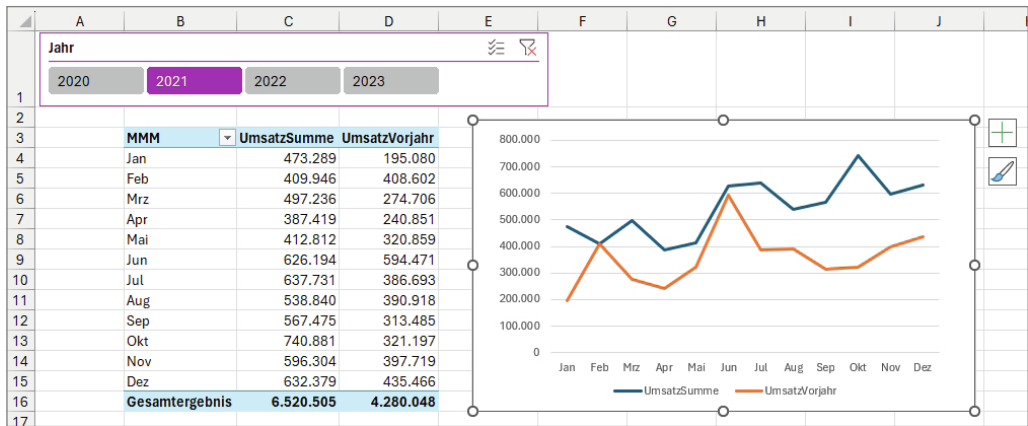 A B C D E F G H I J
1 Jahr
2020 2021 2022 2023
2
3 MMM UmsatzSumme UmsatzVorjahr
4 Jan 473.289 195.080
5 Feb 409.946 408.602
6 Mrz 497.236 274.706
7 Apr 387.419 240.851
8 Mai 412.812 320.859
9 Jun 626.194 594.471
10 Jul 637.731 386.693
11 Aug 538.840 390.918
12 Sep 567.475 313.485
13 Okt 740.881 321.197
14 Nov 596.304 397.719
15 Dez 632.379 435.466
16 Gesamtergebnis 6.520.505 4.280.048
17
800.000
700.000
600.000
500.000
400.000
300.000
200.000
100.000
0
Jan Feb Mrz Apr Mai Jun Jul Aug Sep Okt Nov Dez
UmsatzSumme UmsatzVorjahr